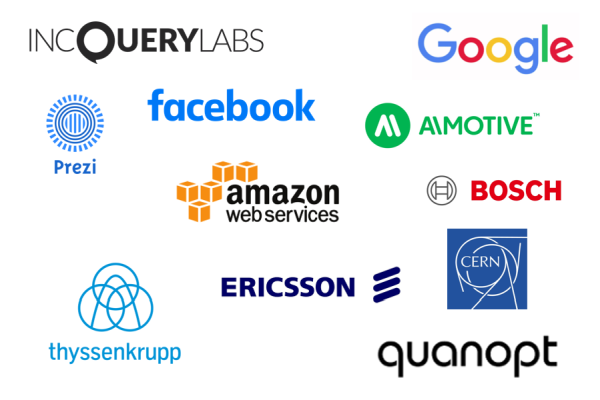 INCQUERYLABS
Google
facebook
Prezi
AIMOTIVE™
amazon
web services
BOSCH
CERN
ERICSSON
thyssenkrupp
quanopt